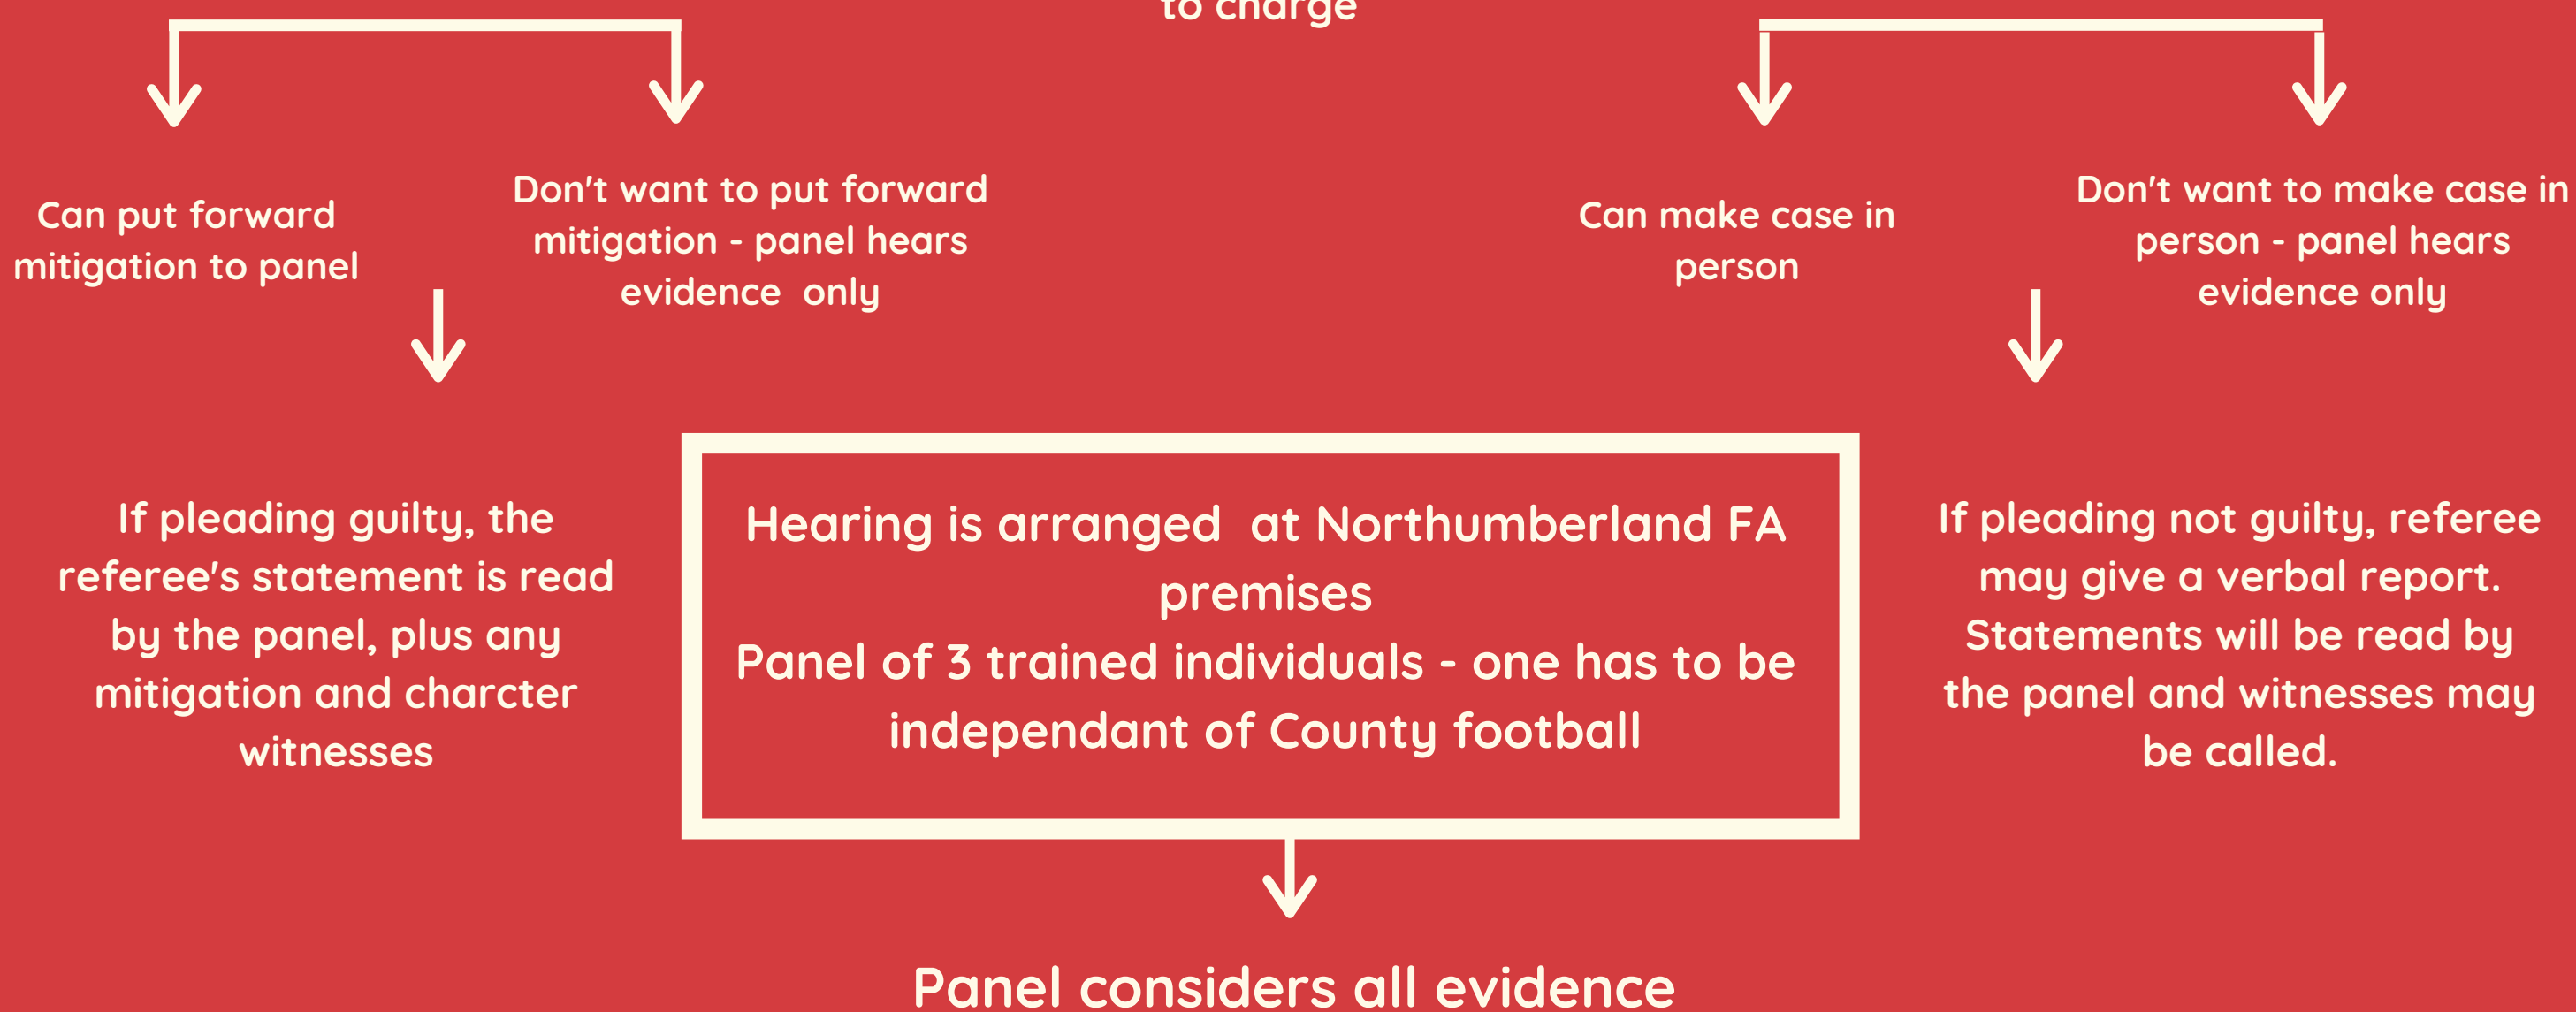 to charge
Can put forward
mitigation to panel
Don't want to put forward
mitigation - panel hears
evidence  only
Can make case in
person
Don't want to make case in
person - panel hears
evidence only
If pleading guilty, the
referee's statement is read
by the panel, plus any
mitigation and charcter
witnesses
Hearing is arranged  at Northumberland FA
premises
Panel of 3 trained individuals - one has to be
independant of County football
If pleading not guilty, referee
may give a verbal report.
Statements will be read by
the panel and witnesses may
be called.
Panel considers all evidence